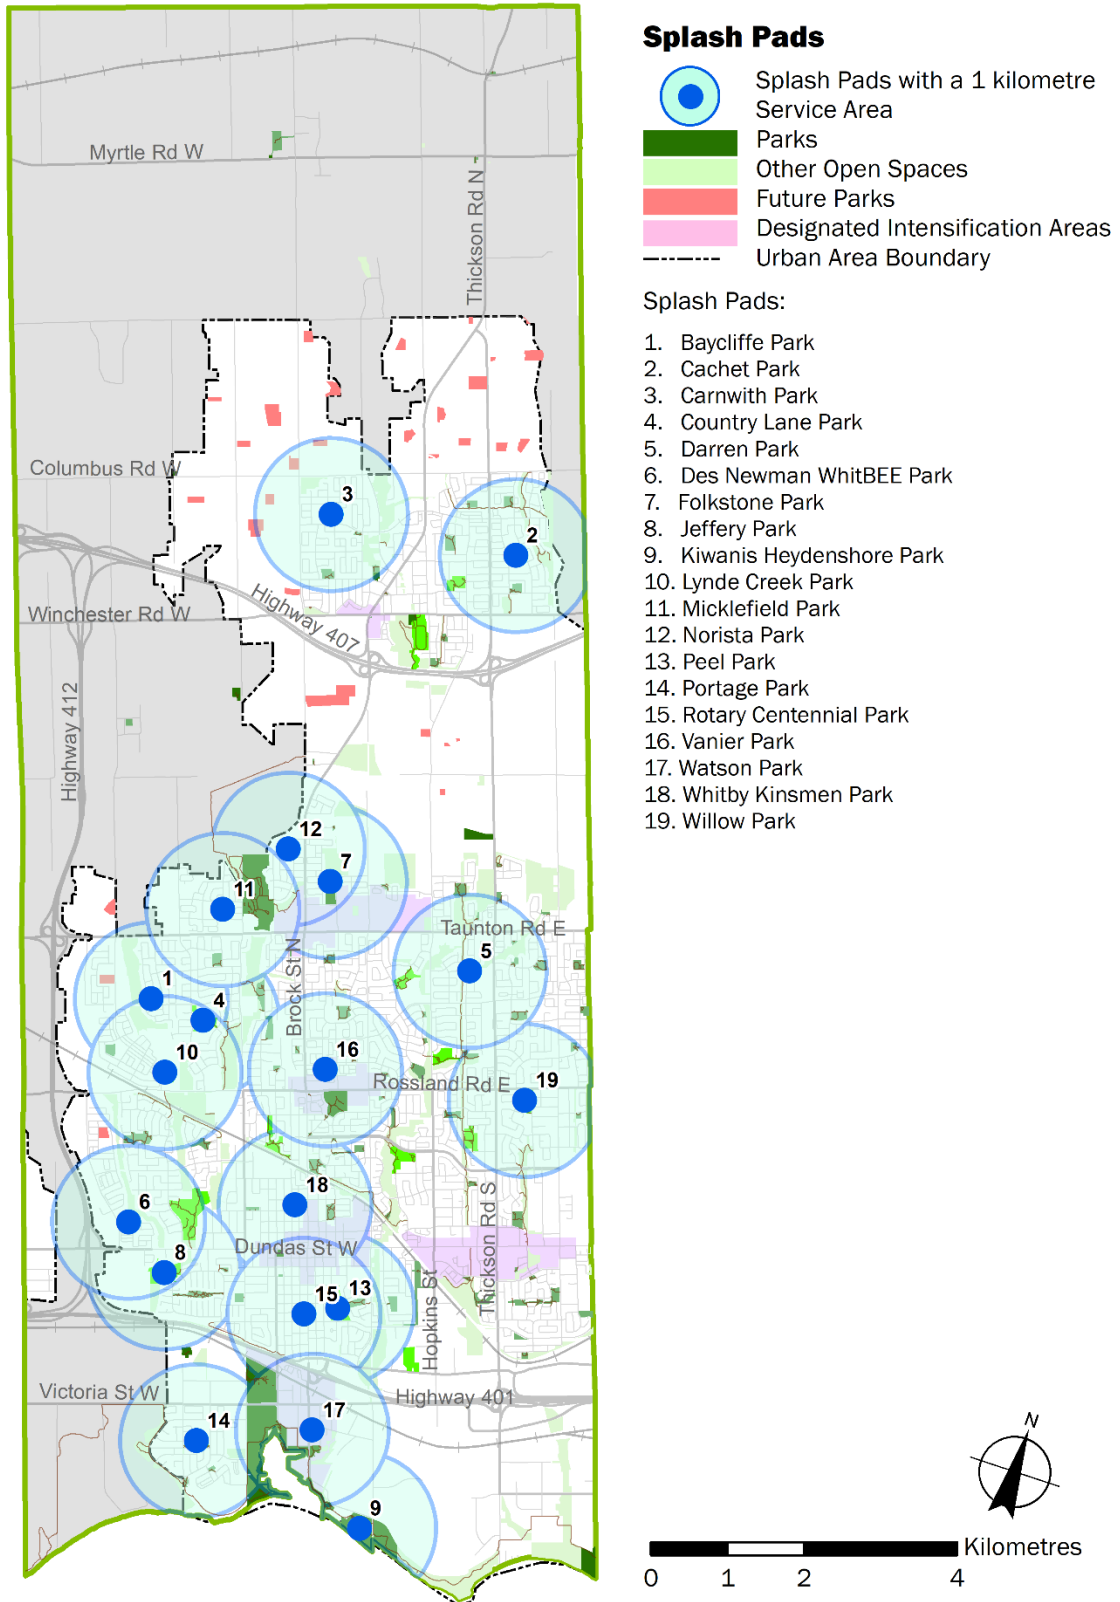 Splash Pads
Splash Pads with a 1 kilometre
Service Area
Parks
Other Open Spaces
Future Parks
Designated Intensification Areas
Urban Area Boundary
Splash Pads:
1. Baycliffe Park
2. Cachet Park
3. Carnwith Park
4. Country Lane Park
5. Darren Park
6. Des Newman WhitBEE Park
7. Folkstone Park
8. Jeffery Park
9. Kiwanis Heydenshore Park
10. Lynde Creek Park
11. Micklefield Park
12. Norista Park
13. Peel Park
14. Portage Park
15. Rotary Centennial Park
16. Vanier Park
17. Watson Park
18. Whitby Kinsmen Park
19. Willow Park
Myrtle Rd W
Thickson Rd N
Columbus Rd W
3
2
Winchester Rd W
Highway 407
Highway 412
12
7
11
Taunton Rd E
5
Brock St N
1
4
10
16
Rossland Rd E
19
6
18
Thickson Rd S
Dundas St W
8
15
13
Hopkins St
Victoria St W
Highway 401
14
17
9
N
Kilometres
0 1 2 4